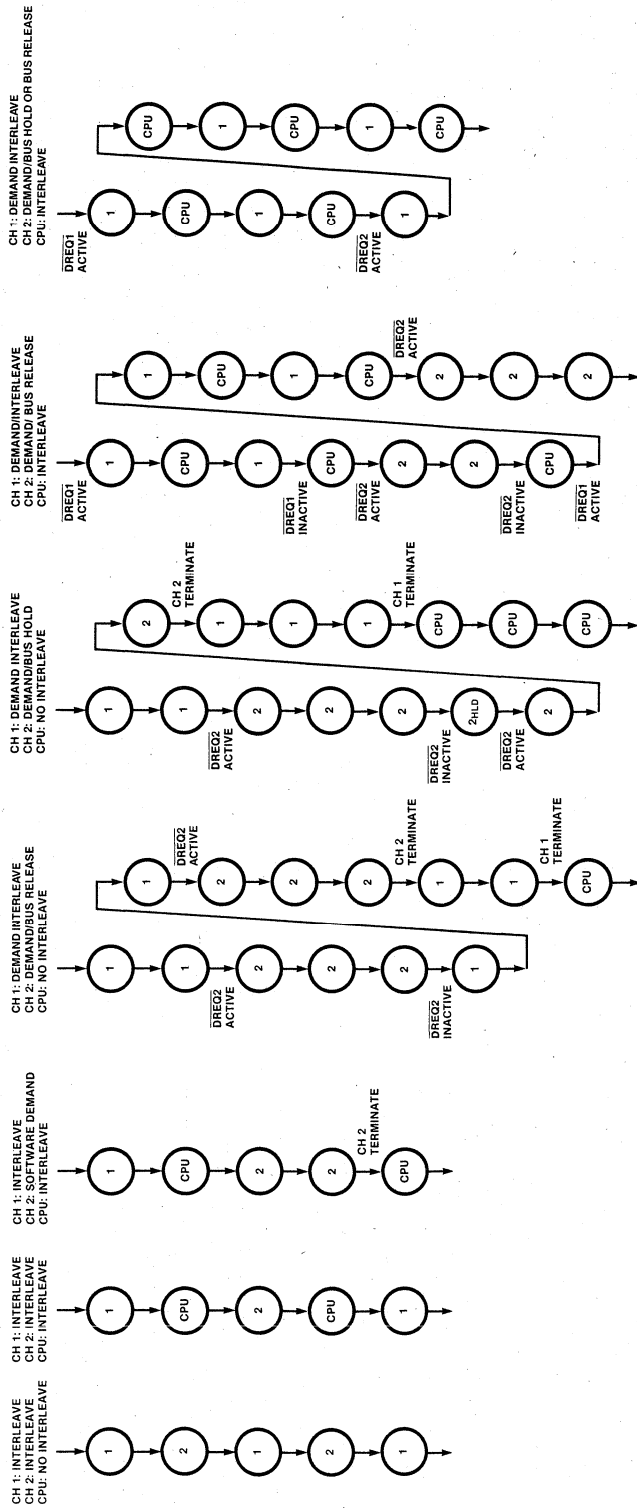 CH 1: INTERLEAVE
CH 2: INTERLEAVE
CPU: NO INTERLEAVE
1
2
1
2
1
CH 1: INTERLEAVE
CH 2: INTERLEAVE
CPU: INTERLEAVE
1
CPU
2
CPU
1
CH 1: INTERLEAVE
CH 2: SOFTWARE DEMAND
CPU: INTERLEAVE
1
CPU
2
2
CH 2
TERMINATE
CPU
CH 1: DEMAND INTERLEAVE
CH 2: DEMAND/BUS RELEASE
CPU: NO INTERLEAVE
1
1
DREQ2
ACTIVE
2
2
2
DREQ2
INACTIVE
1
1
DREQ2
ACTIVE
2
2
2
CH 2
TERMINATE
1
1
CH 1
TERMINATE
CPU
CH 1: DEMAND INTERLEAVE
CH 2: DEMAND/BUS HOLD
CPU: NO INTERLEAVE
1
1
DREQ2
ACTIVE
2
2
2
DREQ2
INACTIVE
2HLD
DREQ2
ACTIVE
2
2
CH 2
TERMINATE
1
1
1
CH 1
TERMINATE
CPU
CPU
CPU
CH 1: DEMAND/INTERLEAVE
CH 2: DEMAND/ BUS RELEASE
CPU: INTERLEAVE
DREQ1
ACTIVE
1
CPU
1
DREQ1
INACTIVE
CPU
DREQ2
ACTIVE
2
2
DREQ2
INACTIVE
CPU
DREQ1
ACTIVE
1
CPU
1
CPU
DREQ2
ACTIVE
2
2
2
CH 1: DEMAND INTERLEAVE
CH 2: DEMAND/BUS HOLD OR BUS RELEASE
CPU: INTERLEAVE
DREQ1
ACTIVE
1
CPU
1
CPU
DREQ2
ACTIVE
1
CPU
1
CPU
1
CPU